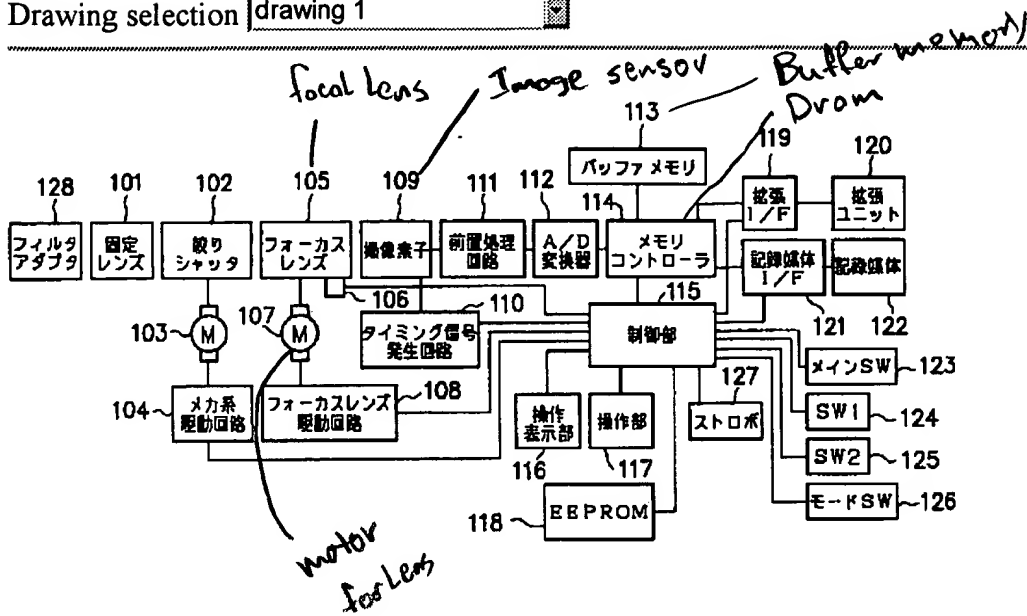 Drawing selection drawing 1
focal Lens
Image sensor
Buffer memory
Dram
113
バッファ メモリ
128
101
102
105
109
111
112
114
119
120
フィルタ
アダプタ
固定
レンズ
絞り
シャッタ
フォーカス
レンズ
撮像素子
前置処理
回路
A/D
変換器
メモリ
コントローラ
拡張
I/F
拡張
ユニット
記録媒体
I/F
記録媒体
121
122
106
110
115
103
M
107
M
タイミング信号
発生回路
制御部
メインSW
123
104
メカ系
駆動回路
フォーカスレンズ
駆動回路
108
操作
表示部
操作部
127
ストロボ
SW1
124
116
117
SW2
125
118
EEPROM
モードSW
126
motor
for Lens